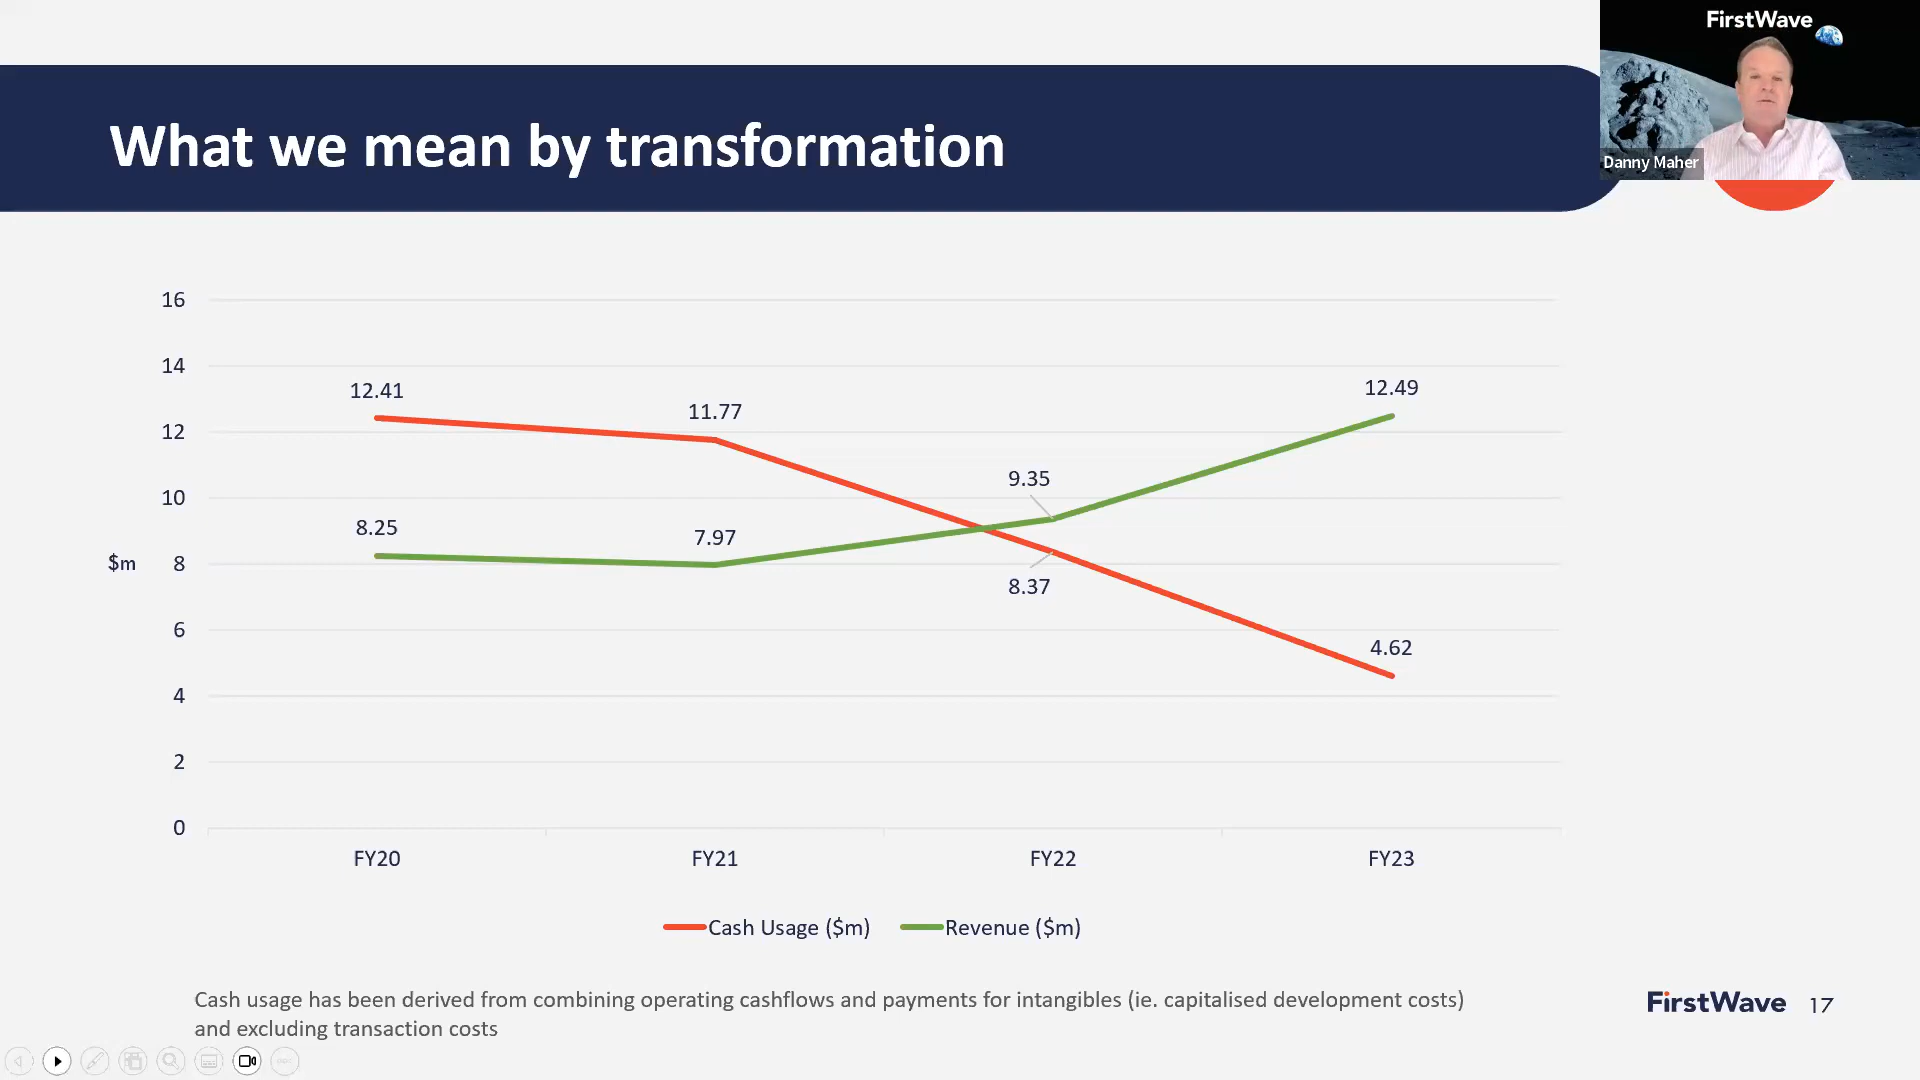 FirstWave
Danny Maher
What we mean by transformation
16
14
12
10
8
6
4
2
0
$m
12.41
11.77
9.35
12.49
8.25
7.97
8.37
4.62
FY20 FY21 FY22 FY23
Cash Usage ($m) Revenue ($m)
Cash usage has been derived from combining operating cashflows and payments for intangibles (ie. capitalised development costs)
and excluding transaction costs
FirstWave 17